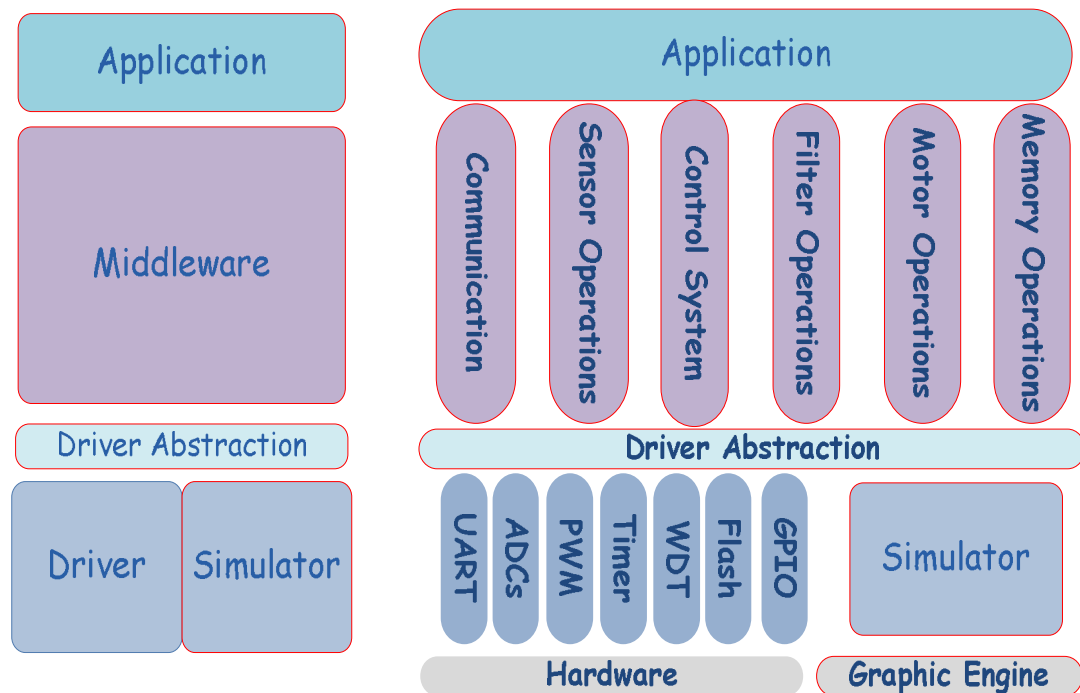 Application
Middleware
Driver Abstraction
Driver
Simulator
Application
Communication
Sensor Operations
Control System
Filter Operations
Motor Operations
Memory Operations
Driver Abstraction
UART
ADCs
PWM
Timer
WDT
Flash
GPIO
Simulator
Hardware
Graphic Engine